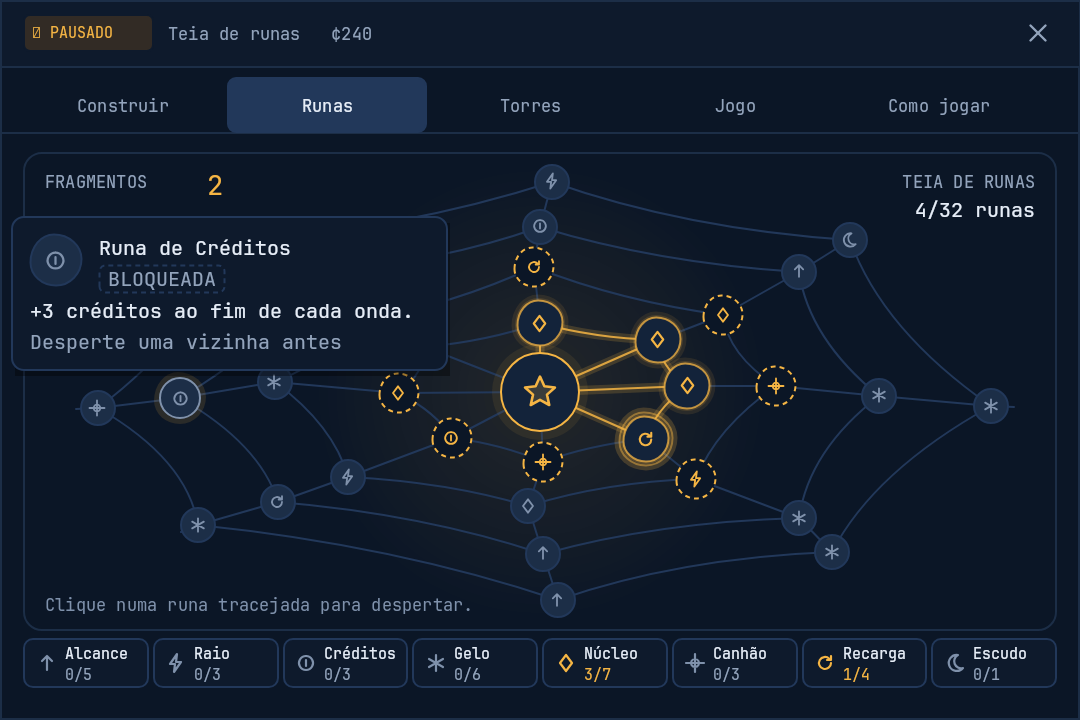 PAUSADO
Teia de runas ₵240
Construir Runas Torres Jogo Como jogar
FRAGMENTOS 2
TEIA DE RUNAS
4/32 runas
Runa de Créditos
BLOQUEADA
+3 créditos ao fim de cada onda.
Desperte uma vizinha antes
Clique numa runa tracejada para despertar.
Alcance
0/5
Raio
0/3
Créditos
0/3
Gelo
0/6
Núcleo
3/7
Canhão
0/3
Recarga
1/4
Escudo
0/1